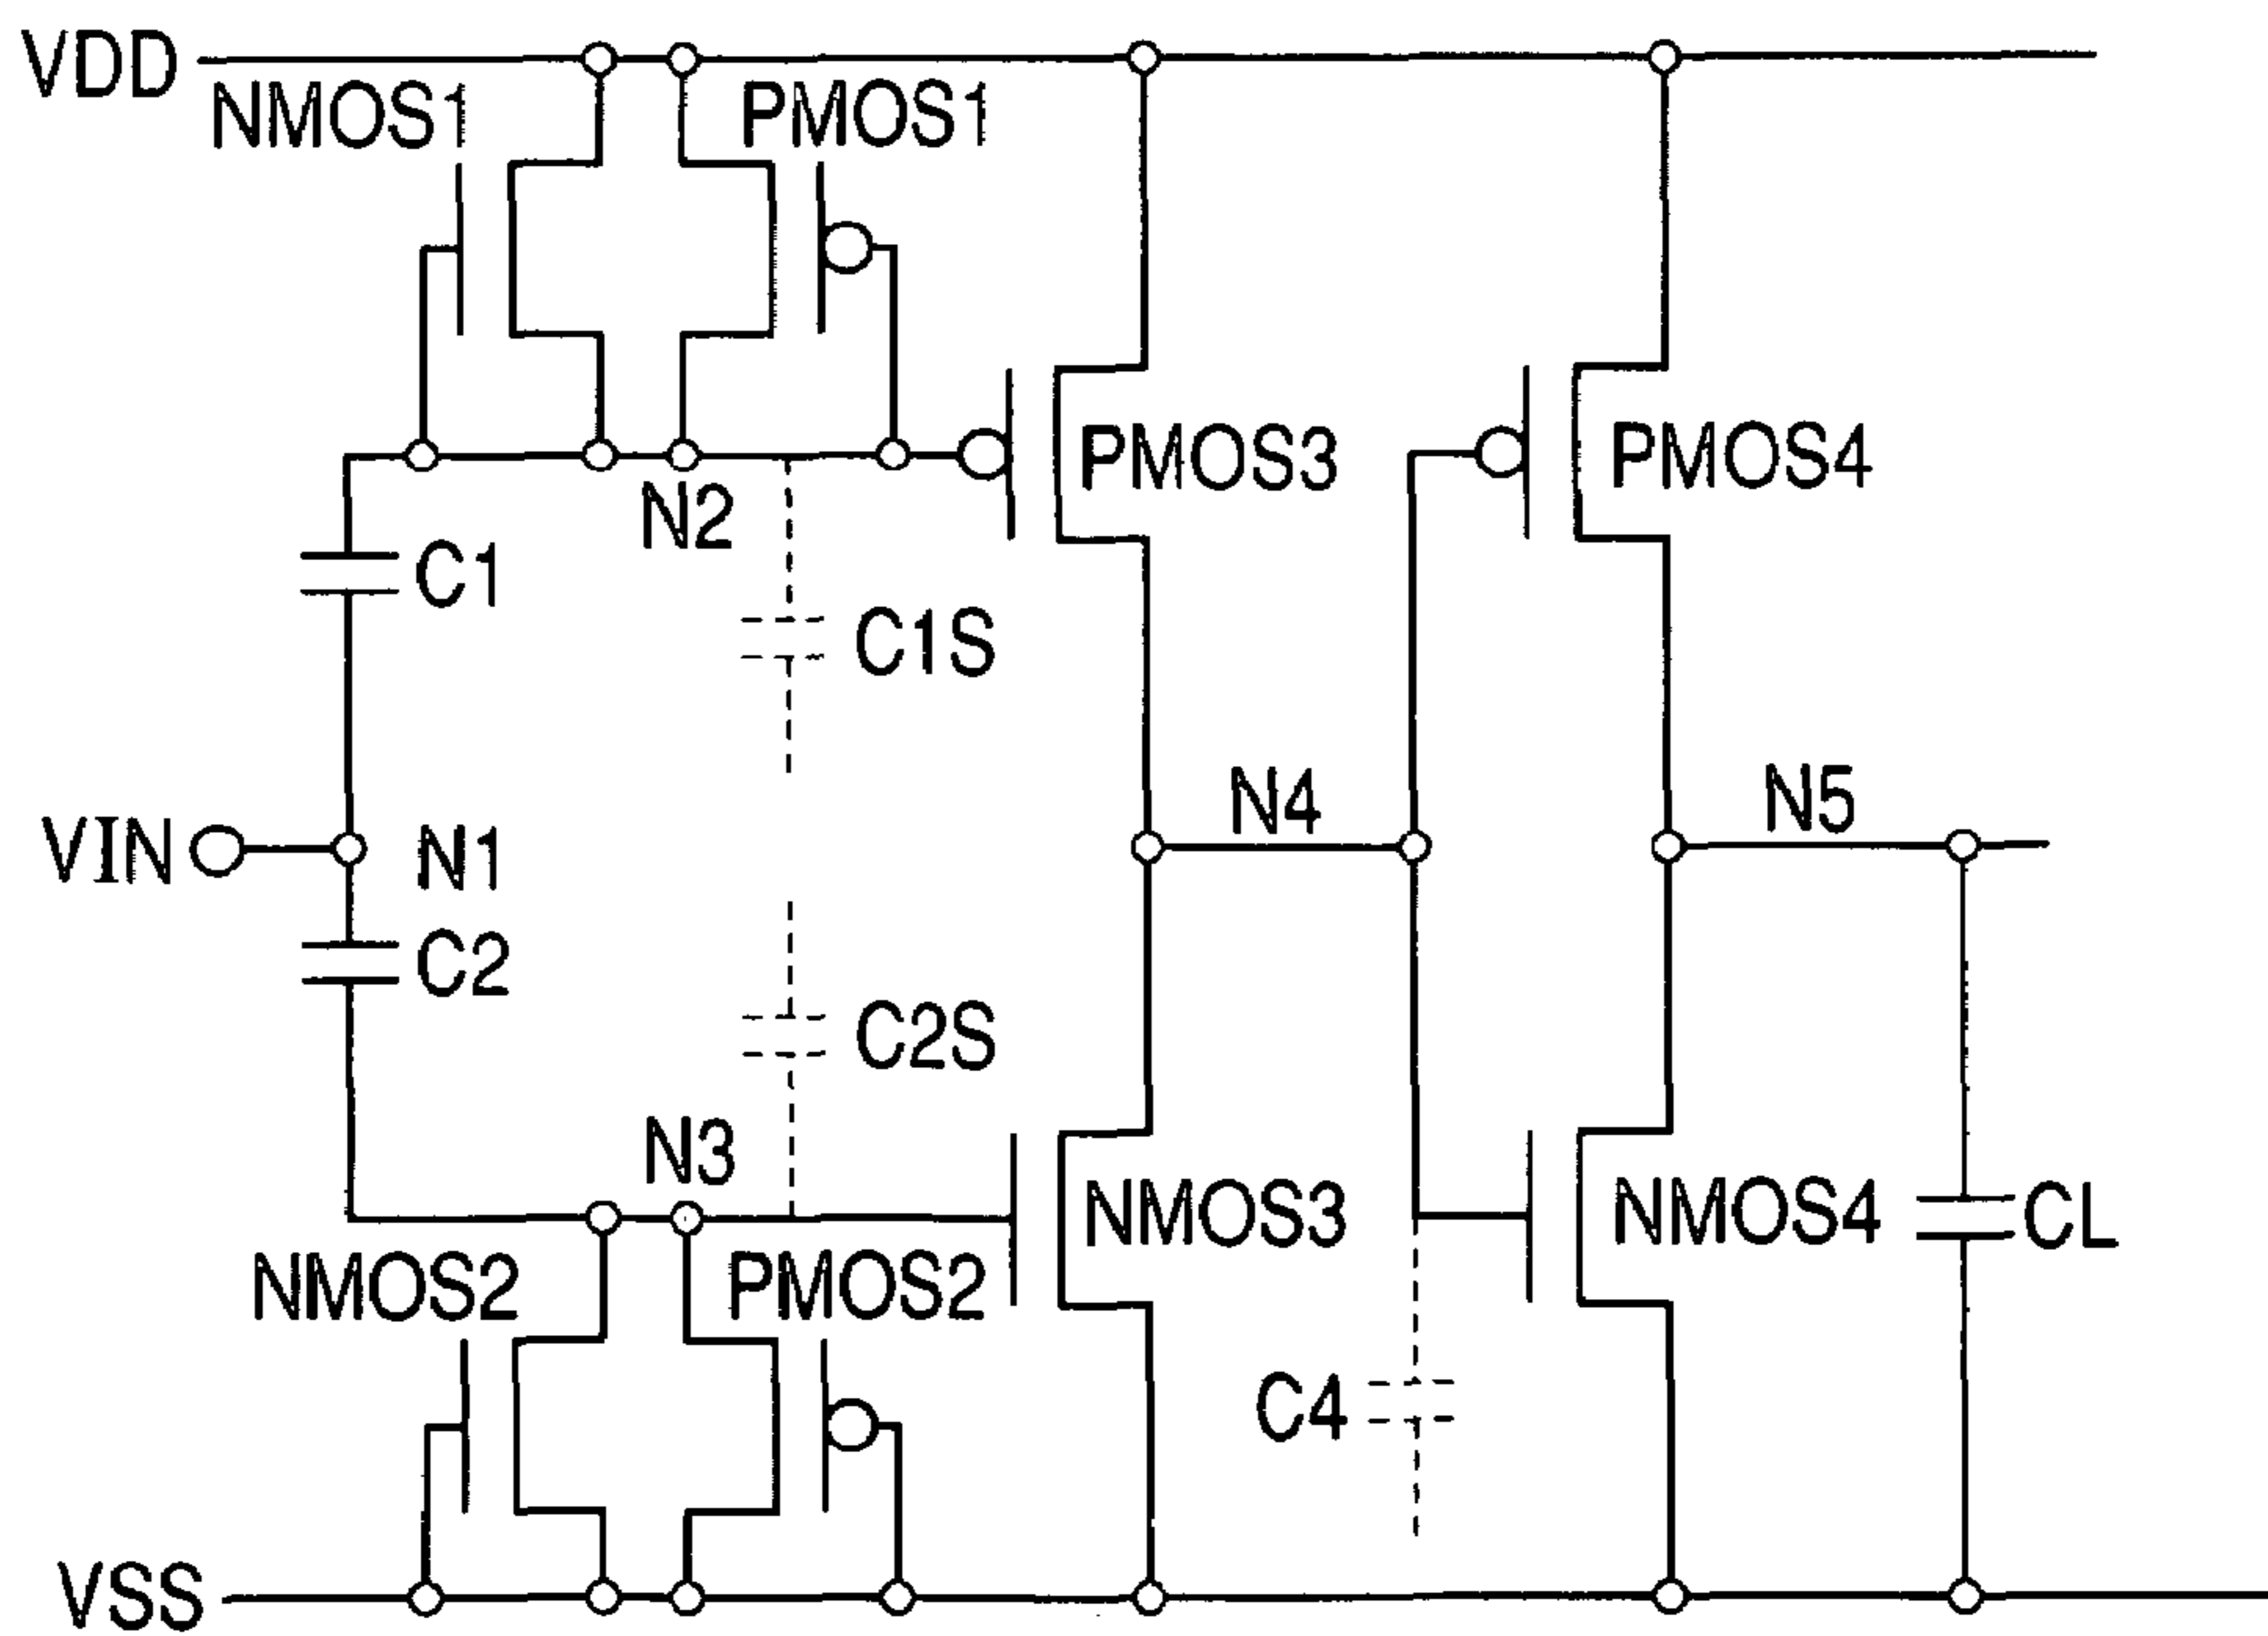 VDD
NMOS1
PMOS1
PMOS3
PMOS4
N2
C1
C1S
N4
N5
VIN
N1
C2
C2S
N3
NMOS3
NMOS4
CL
NMOS2
PMOS2
C4
VSS